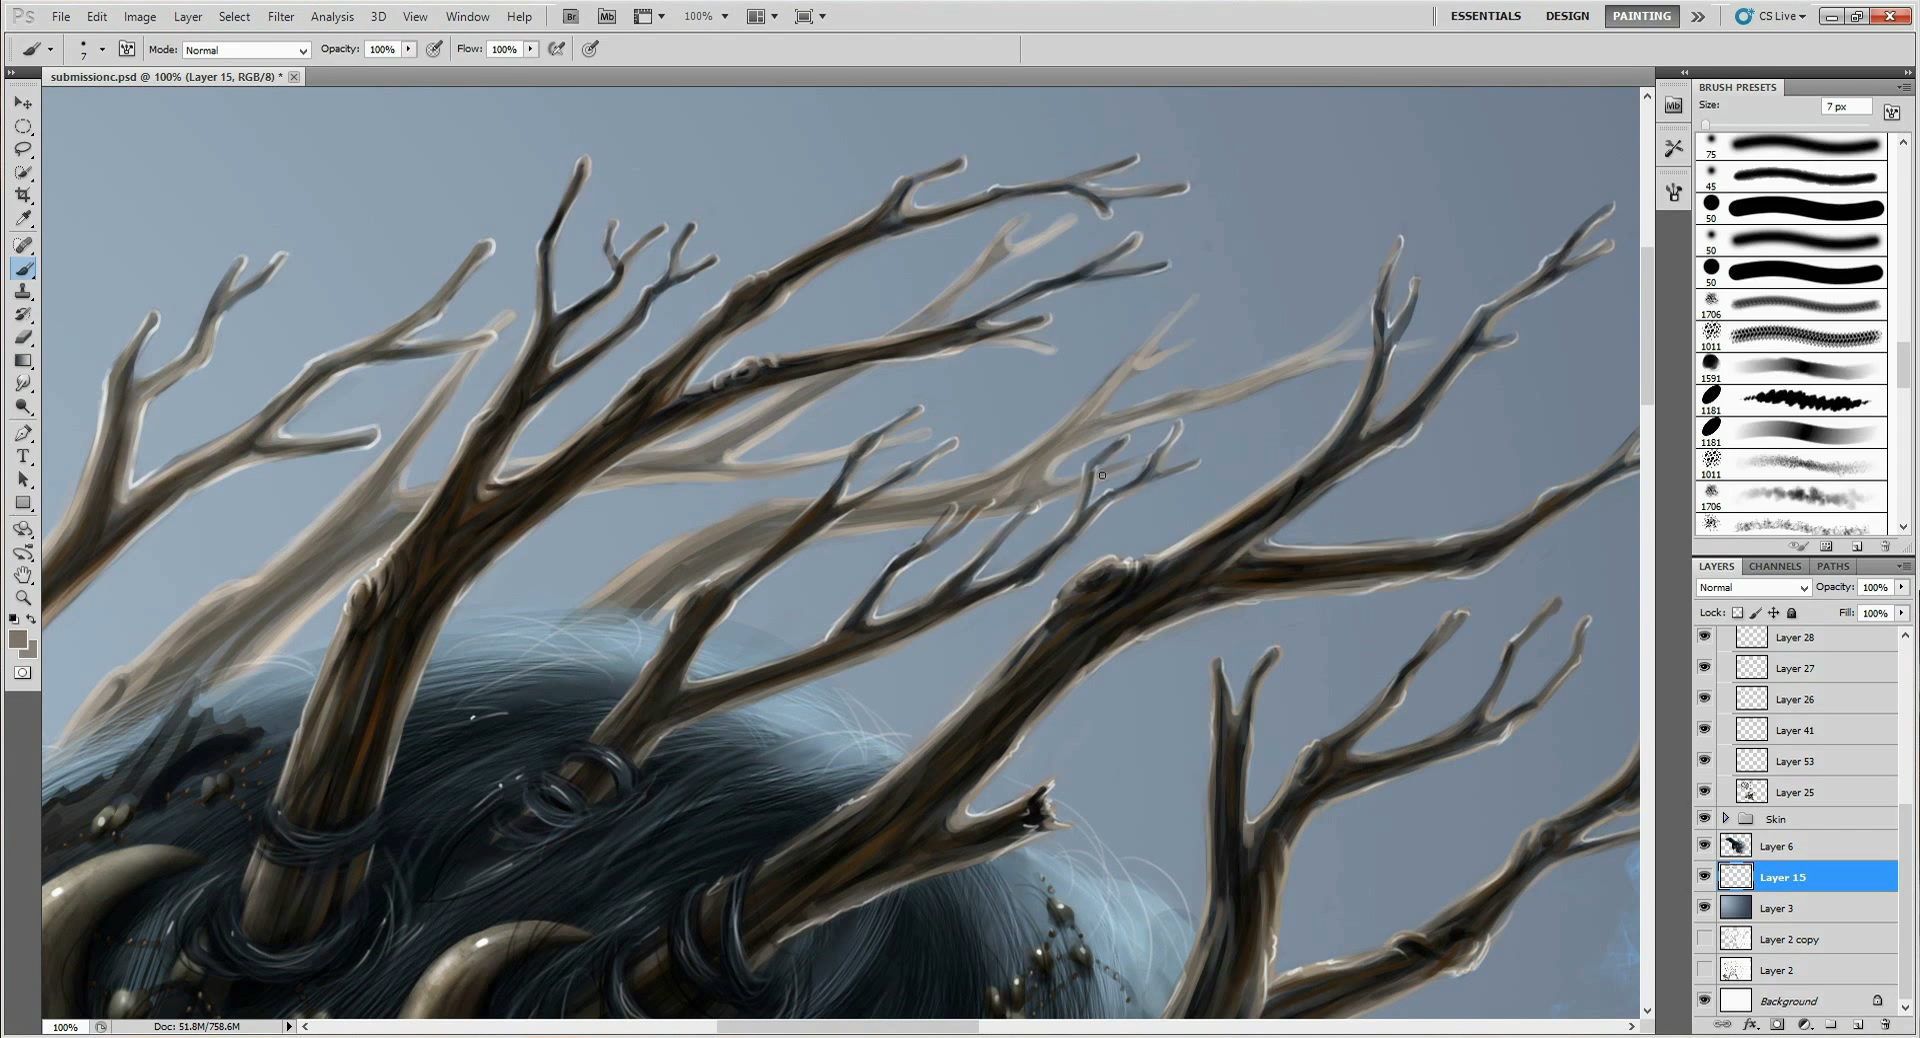 Ps File Edit Image Layer Select Filter Analysis 3D View Window Help Br Mb 100% ESSENTIALS DESIGN PAINTING CS Live
7 Mode: Normal Opacity: 100% Flow: 100%
submissionc.psd @ 100% (Layer 15, RGB/8) *
BRUSH PRESETS
Mb
Size: 7 px
75
45
50
50
50
1706
1011
1591
1181
1181
1011
1706
LAYERS CHANNELS PATHS
Normal Opacity: 100%
Lock: Fill: 100%
Layer 28
Layer 27
Layer 26
Layer 41
Layer 53
Layer 25
Skin
Layer 6
Layer 15
Layer 3
Layer 2 copy
Layer 2
Background
T
100% Doc: 51.8M/758.6M
fx